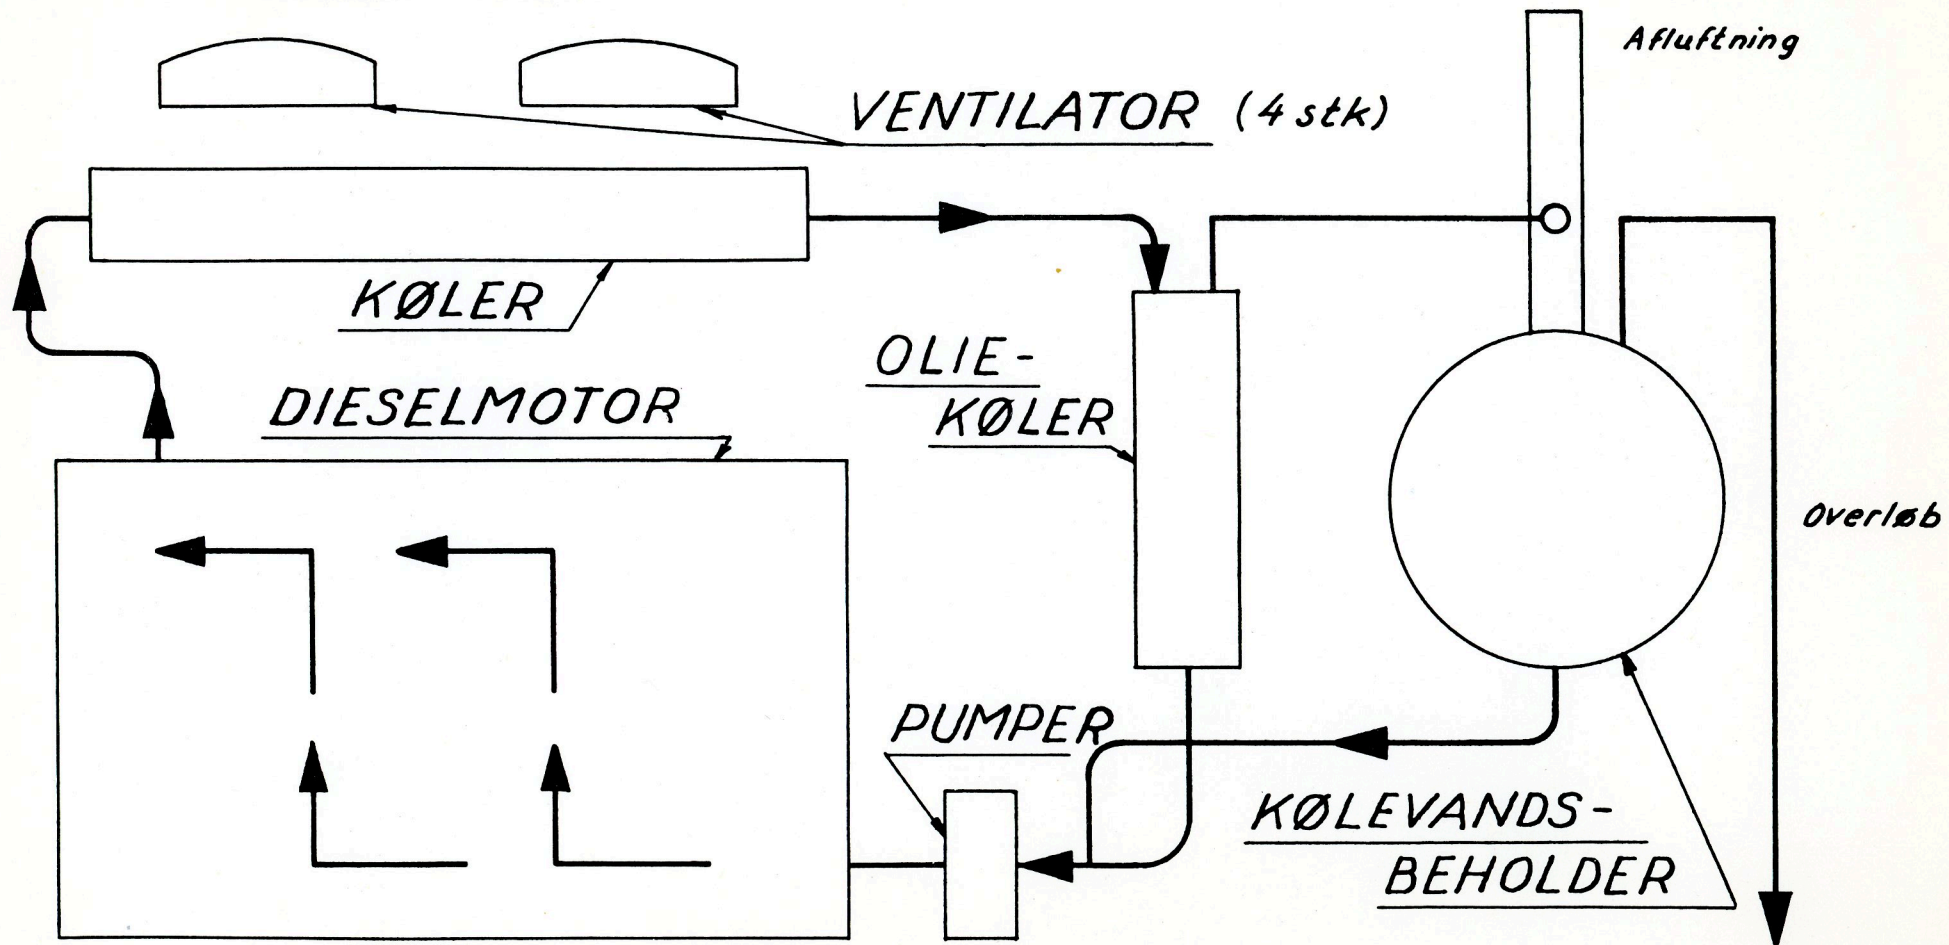 Afluftning
VENTILATOR (4 stk)
KØLER
OLIE-
KØLER
DIESELMOTOR
Overløb
PUMPER
KØLEVANDS-
BEHOLDER